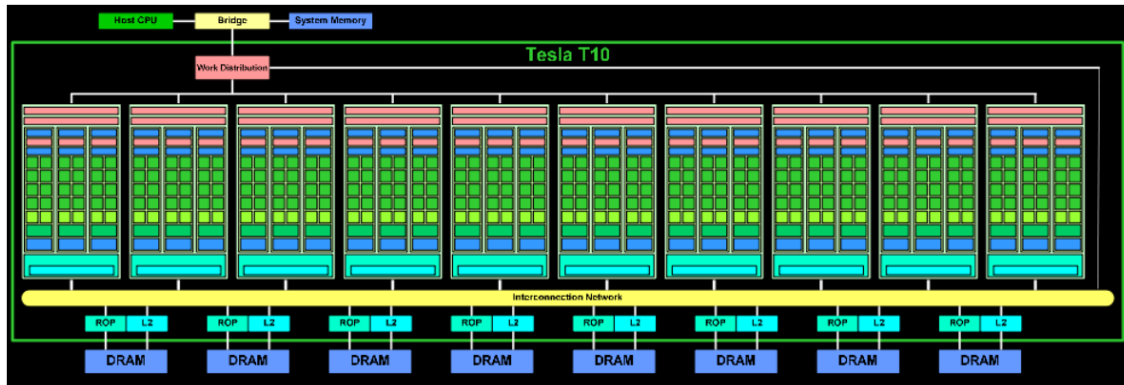 Host CPU Bridge System Memory
Tesla T10
Work Distribution
Interconnection Network
ROP L2 ROP L2 ROP L2 ROP L2 ROP L2 ROP L2 ROP L2 ROP L2
DRAM DRAM DRAM DRAM DRAM DRAM DRAM DRAM